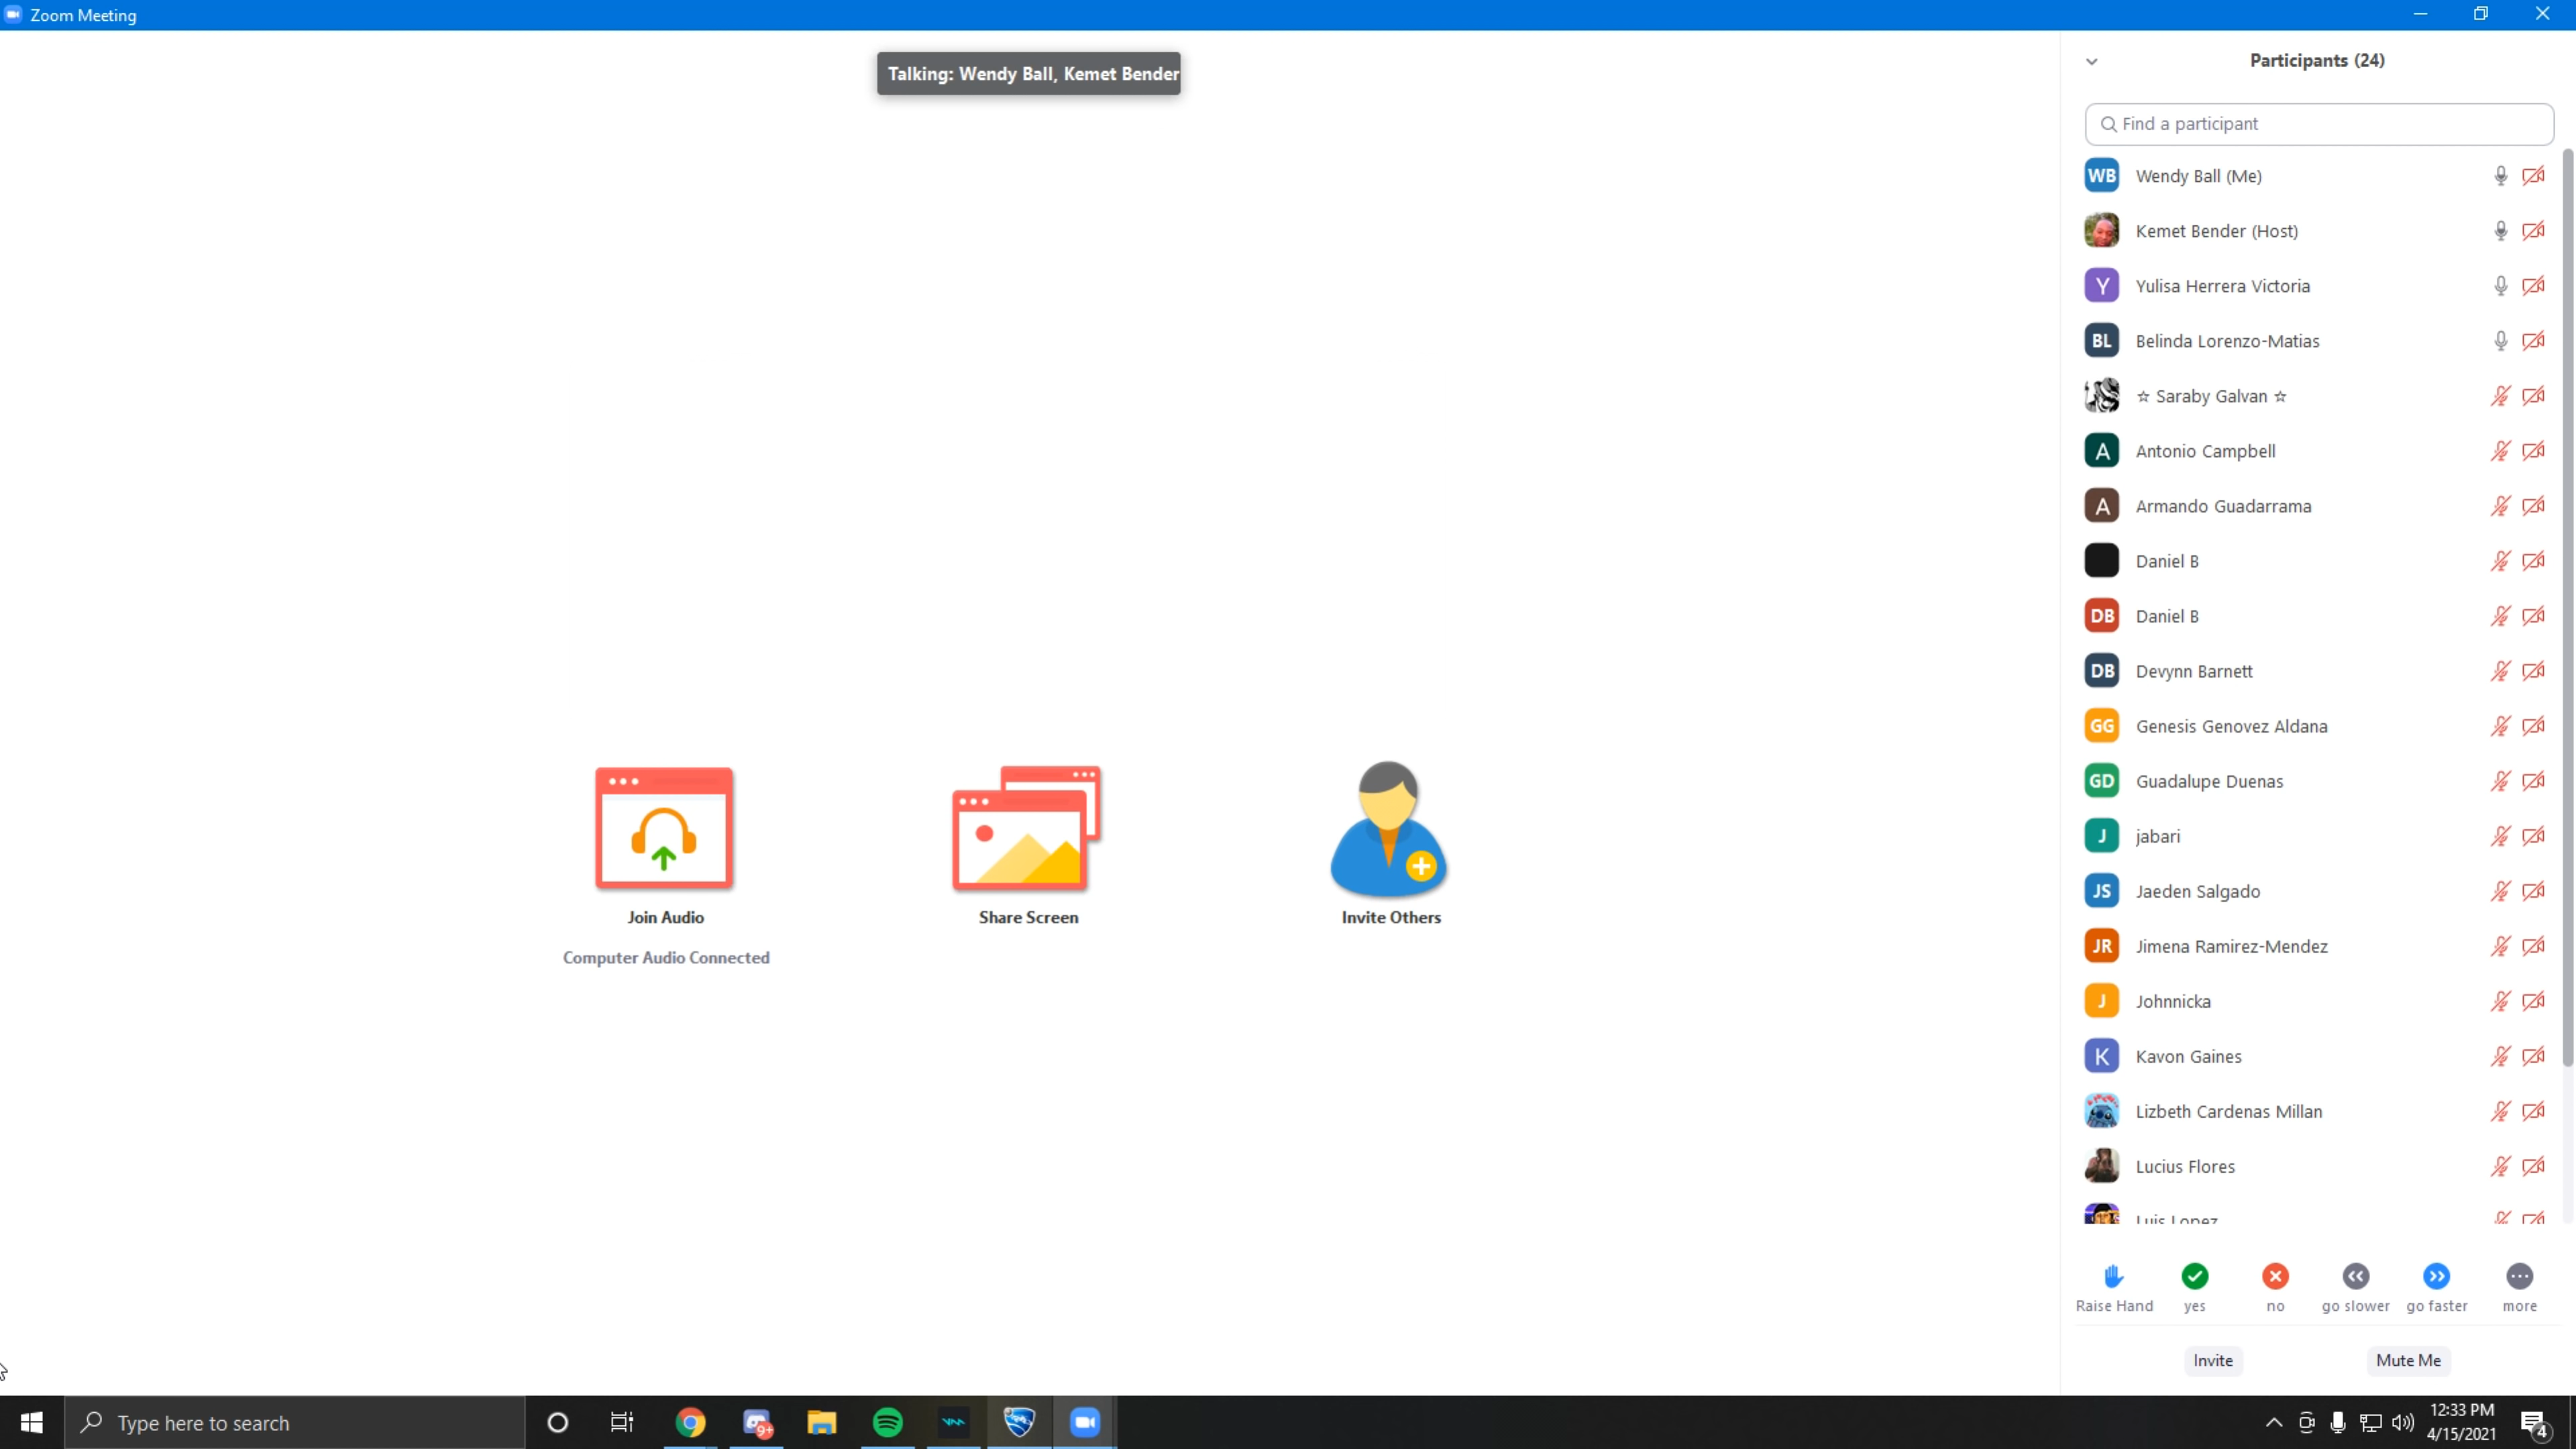 Zoom Meeting
Talking: Wendy Ball, Kemet Bender
Participants (24)
Find a participant
WB Wendy Ball (Me)
Kemet Bender (Host)
Y Yulisa Herrera Victoria
BL Belinda Lorenzo-Matias
☆ Saraby Galvan ☆
A Antonio Campbell
A Armando Guadarrama
Daniel B
DB Daniel B
DB Devynn Barnett
GG Genesis Genovez Aldana
GD Guadalupe Duenas
J jabari
JS Jaeden Salgado
JR Jimena Ramirez-Mendez
J Johnnicka
K Kavon Gaines
Lizbeth Cardenas Millan
Lucius Flores
Luis Lopez
Join Audio
Share Screen
Invite Others
Computer Audio Connected
Raise Hand yes no go slower go faster more
Invite Mute Me
Type here to search
9+
12:33 PM
4/15/2021
4